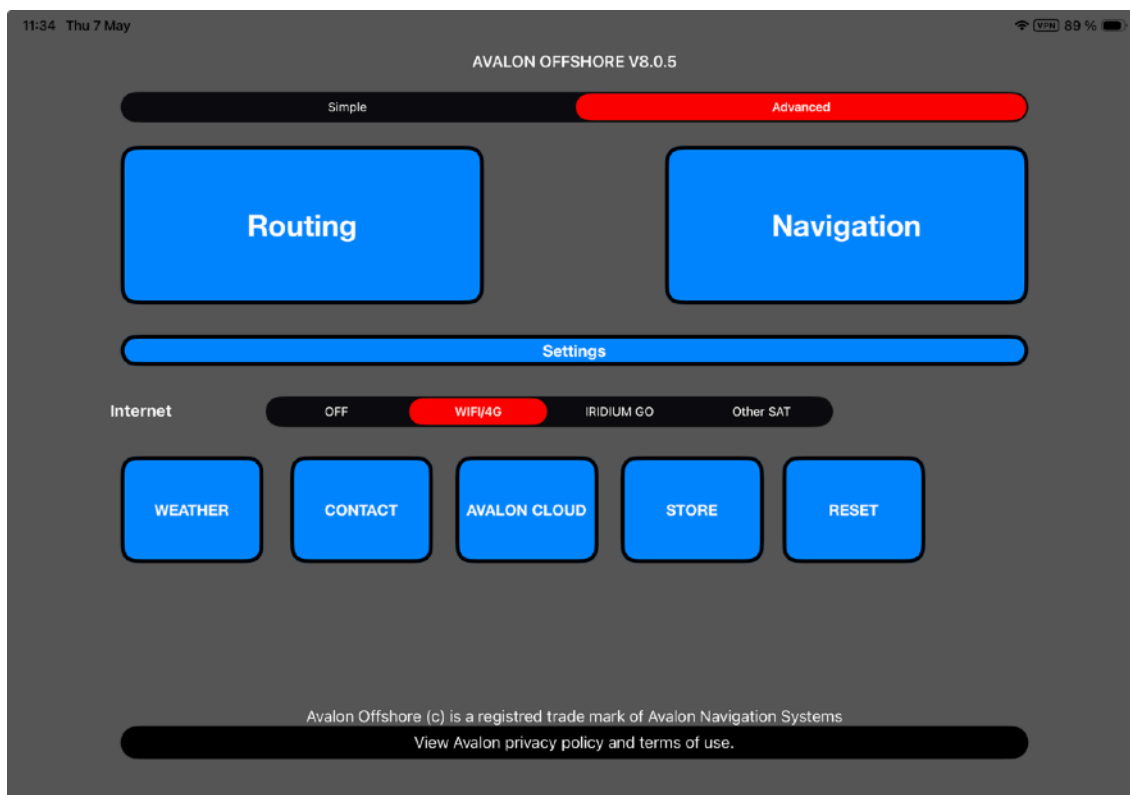 11:34 Thu 7 May VPN 89 %
AVALON OFFSHORE V8.0.5
Simple Advanced
Routing Navigation
Settings
Internet OFF WIFI/4G IRIDIUM GO Other SAT
WEATHER CONTACT AVALON CLOUD STORE RESET
Avalon Offshore (c) is a registred trade mark of Avalon Navigation Systems
View Avalon privacy policy and terms of use.